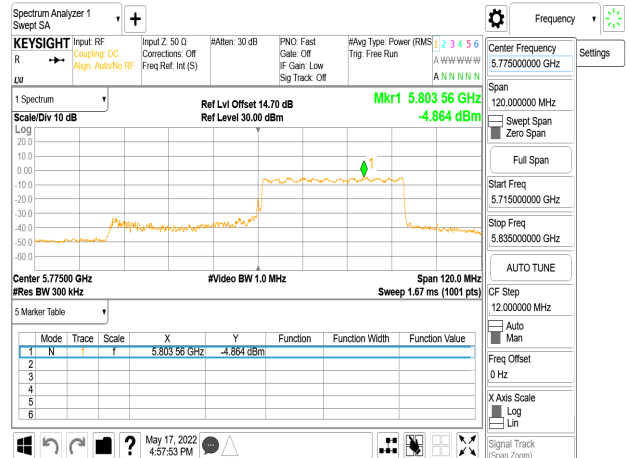 Spectrum Analyzer 1
Swept SA
+
Frequency
KEYSIGHT
R
Input: RF
Coupling: DC
Align: Auto/No RF
Input Z: 50 Ω
Corrections: Off
Freq Ref: Int (S)
#Atten: 30 dB
PNO: Fast
Gate: Off
IF Gain: Low
Sig Track: Off
#Avg Type: Power (RMS
Trig: Free Run
1 2 3 4 5 6
A W W W W W
A N N N N N
Settings
Center Frequency
5.775000000 GHz
Span
120.000000 MHz
Swept Span
Zero Span
Full Span
Start Freq
5.715000000 GHz
Stop Freq
5.835000000 GHz
AUTO TUNE
CF Step
12.000000 MHz
Auto
Man
Freq Offset
0 Hz
X Axis Scale
Log
Lin
Signal Track
(Span Zoom)
1 Spectrum
Scale/Div 10 dB
Ref Lvl Offset 14.70 dB
Ref Level 30.00 dBm
Mkr1 5.803 56 GHz
-4.864 dBm
Log
20.0
10.0
0.00
-10.0
-20.0
-30.0
-40.0
-50.0
-60.0
1
Center 5.77500 GHz
#Res BW 300 kHz
#Video BW 1.0 MHz
Span 120.0 MHz
Sweep 1.67 ms (1001 pts)
5 Marker Table
Mode Trace Scale X Y Function Function Width Function Value
1 N 1 f 5.803 56 GHz -4.864 dBm
2
3
4
5
6
?
May 17, 2022
4:57:53 PM